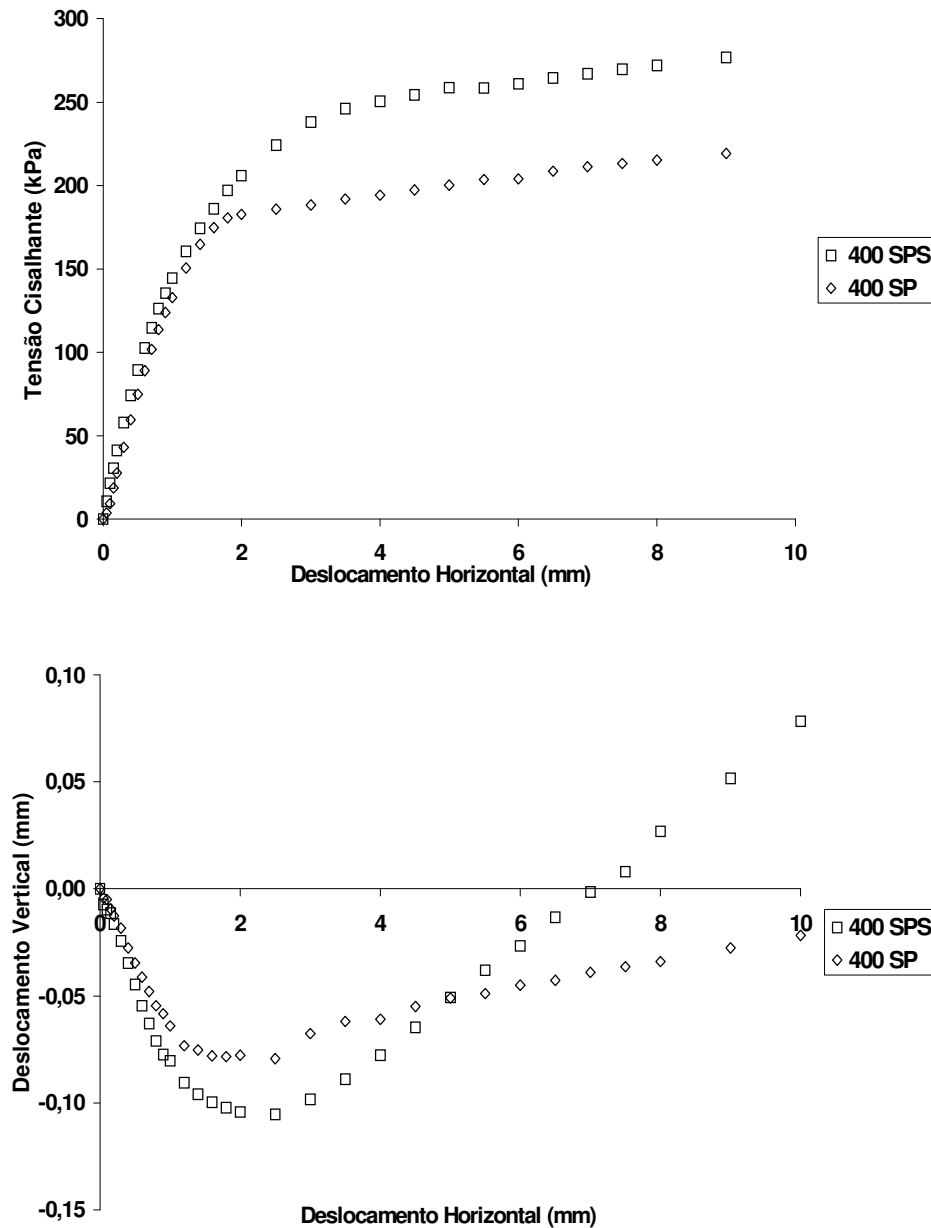 300
250
200
150
100
50
0
Tensão Cisalhante (kPa)
0 2 4 6 8 10
Deslocamento Horizontal (mm)
400 SPS
400 SP
0,10
0,05
0,00
-0,05
-0,10
-0,15
Deslocamento Vertical (mm)
0 2 4 6 8 10
Deslocamento Horizontal (mm)
400 SPS
400 SP